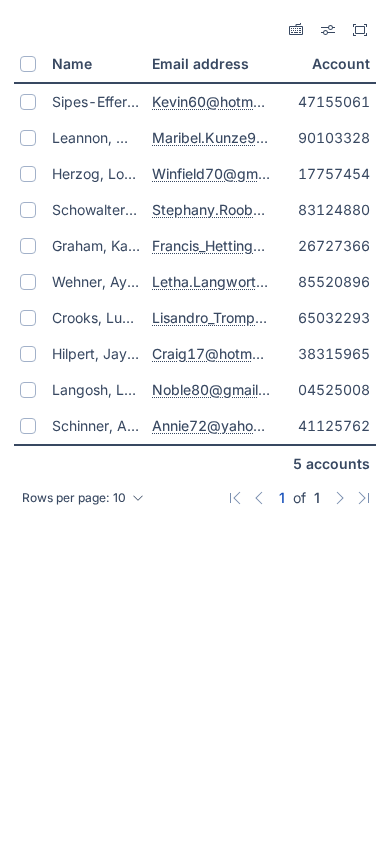 Name Email address Account
Sipes-Effer... Kevin60@hotm... 47155061
Leannon, ... Maribel.Kunze9... 90103328
Herzog, Lo... Winfield70@gm... 17757454
Schowalter... Stephany.Roob... 83124880
Graham, Ka... Francis_Hetting... 26727366
Wehner, Ay... Letha.Langwort... 85520896
Crooks, Lu... Lisandro_Tromp... 65032293
Hilpert, Jay... Craig17@hotm... 38315965
Langosh, L... Noble80@gmail... 04525008
Schinner, A... Annie72@yaho... 41125762
5 accounts
Rows per page: 10 1 of 1